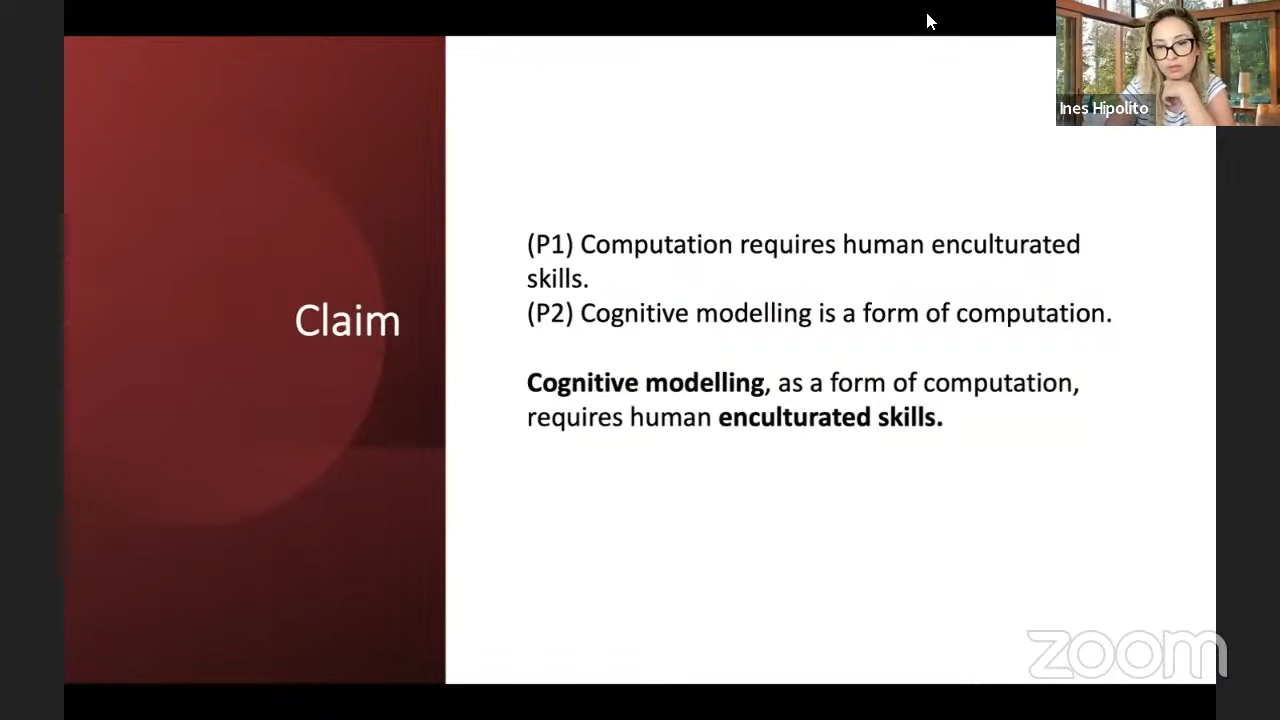 Ines Hipolito
Claim
(P1) Computation requires human enculturated
skills.
(P2) Cognitive modelling is a form of computation.
Cognitive modelling, as a form of computation,
requires human enculturated skills.
zoom